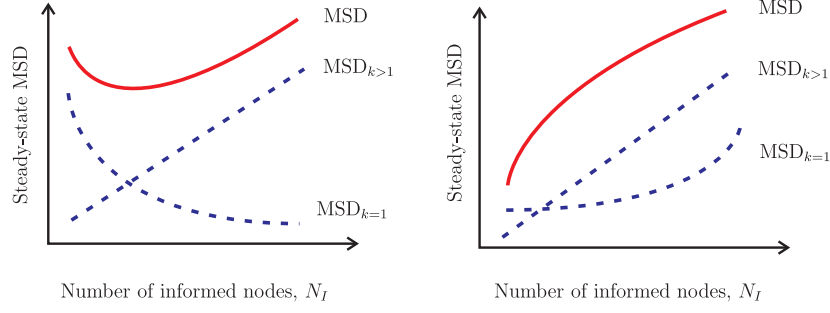 Steady-state MSD
MSD
MSD_{k>1}
MSD_{k=1}
Number of informed nodes, N_I
Steady-state MSD
MSD
MSD_{k>1}
MSD_{k=1}
Number of informed nodes, N_I